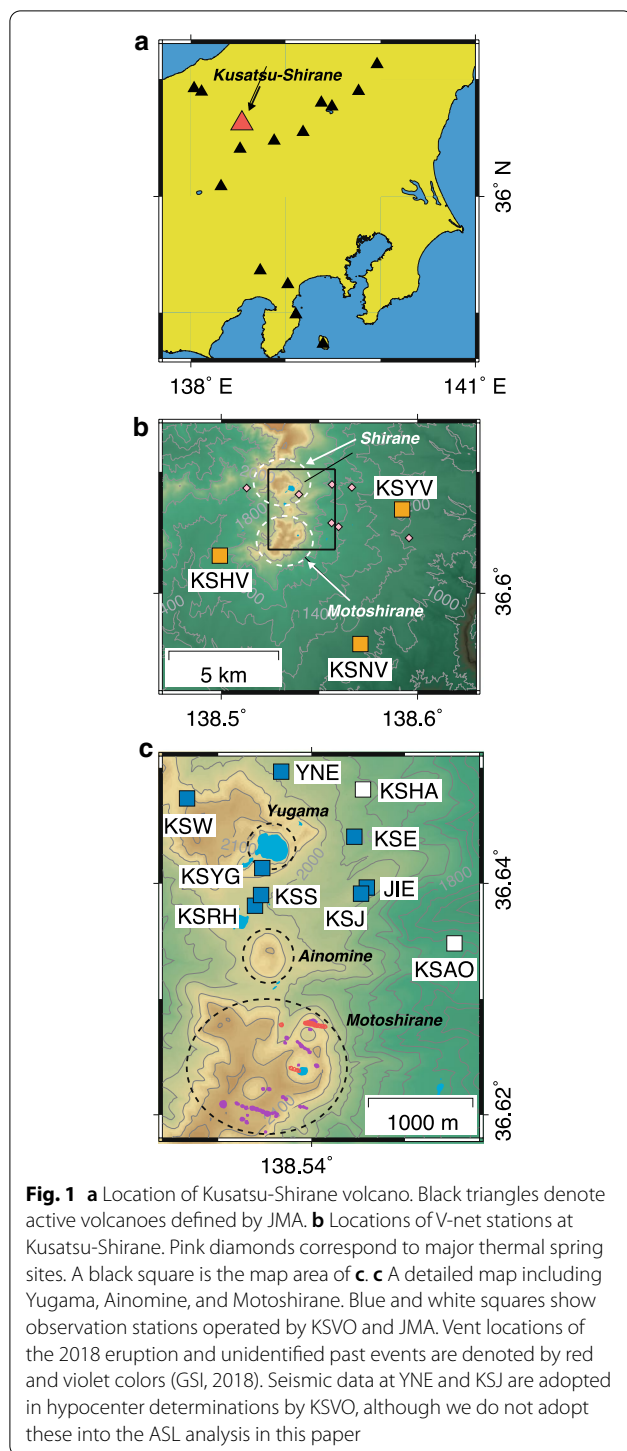 a
Kusatsu-Shirane
36° N
138° E
141° E
b
Shirane
KSYV
1800
KSHV
36.6°
1000
1400
Motoshirane
KSNV
5 km
138.5°
138.6°
c
YNE
KSHA
KSW
Yugama
2100
KSE
2000
KSYG
36.64°
1800
KSS
JIE
KSRH
KSJ
KSAO
Ainomine
Motoshirane
1000 m
36.62°
138.54°
Fig. 1 a Location of Kusatsu-Shirane volcano. Black triangles denote
active volcanoes defined by JMA. b Locations of V-net stations at
Kusatsu-Shirane. Pink diamonds correspond to major thermal spring
sites. A black square is the map area of c. c A detailed map including
Yugama, Ainomine, and Motoshirane. Blue and white squares show
observation stations operated by KSVO and JMA. Vent locations of
the 2018 eruption and unidentified past events are denoted by red
and violet colors (GSI, 2018). Seismic data at YNE and KSJ are adopted
in hypocenter determinations by KSVO, although we do not adopt
these into the ASL analysis in this paper